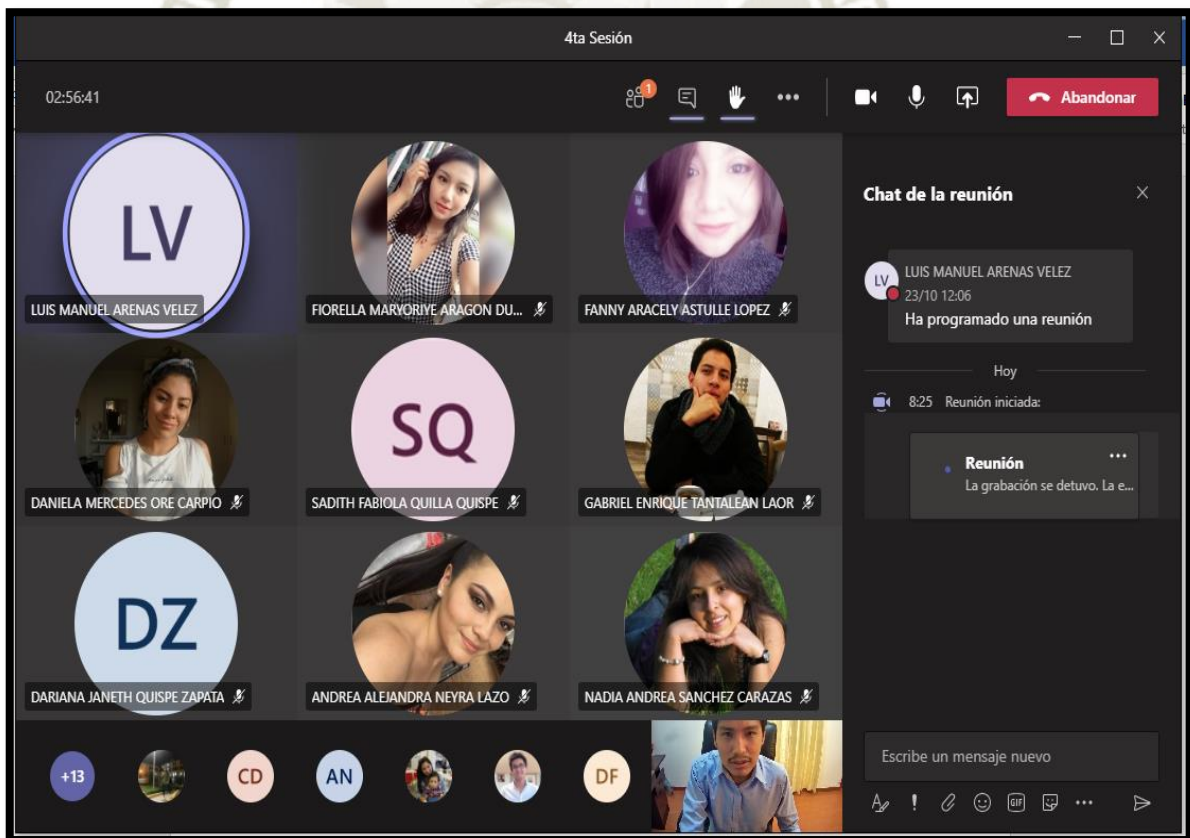 4ta Sesión
02:56:41
1
Abandonar
LV
LUIS MANUEL ARENAS VELEZ
FIORELLA MARYORIYE ARAGON DU...
FANNY ARACELY ASTULLE LOPEZ
DANIELA MERCEDES ORE CARPIO
SQ
SADITH FABIOLA QUILLA QUISPE
GABRIEL ENRIQUE TANTALEAN LAOR
DZ
DARIANA JANETH QUISPE ZAPATA
ANDREA ALEJANDRA NEYRA LAZO
NADIA ANDREA SANCHEZ CARAZAS
+13
CD
AN
DF
Chat de la reunión
LV
LUIS MANUEL ARENAS VELEZ
23/10 12:06
Ha programado una reunión
Hoy
8:25 Reunión iniciada:
Reunión
La grabación se detuvo. La e...
Escribe un mensaje nuevo
GIF